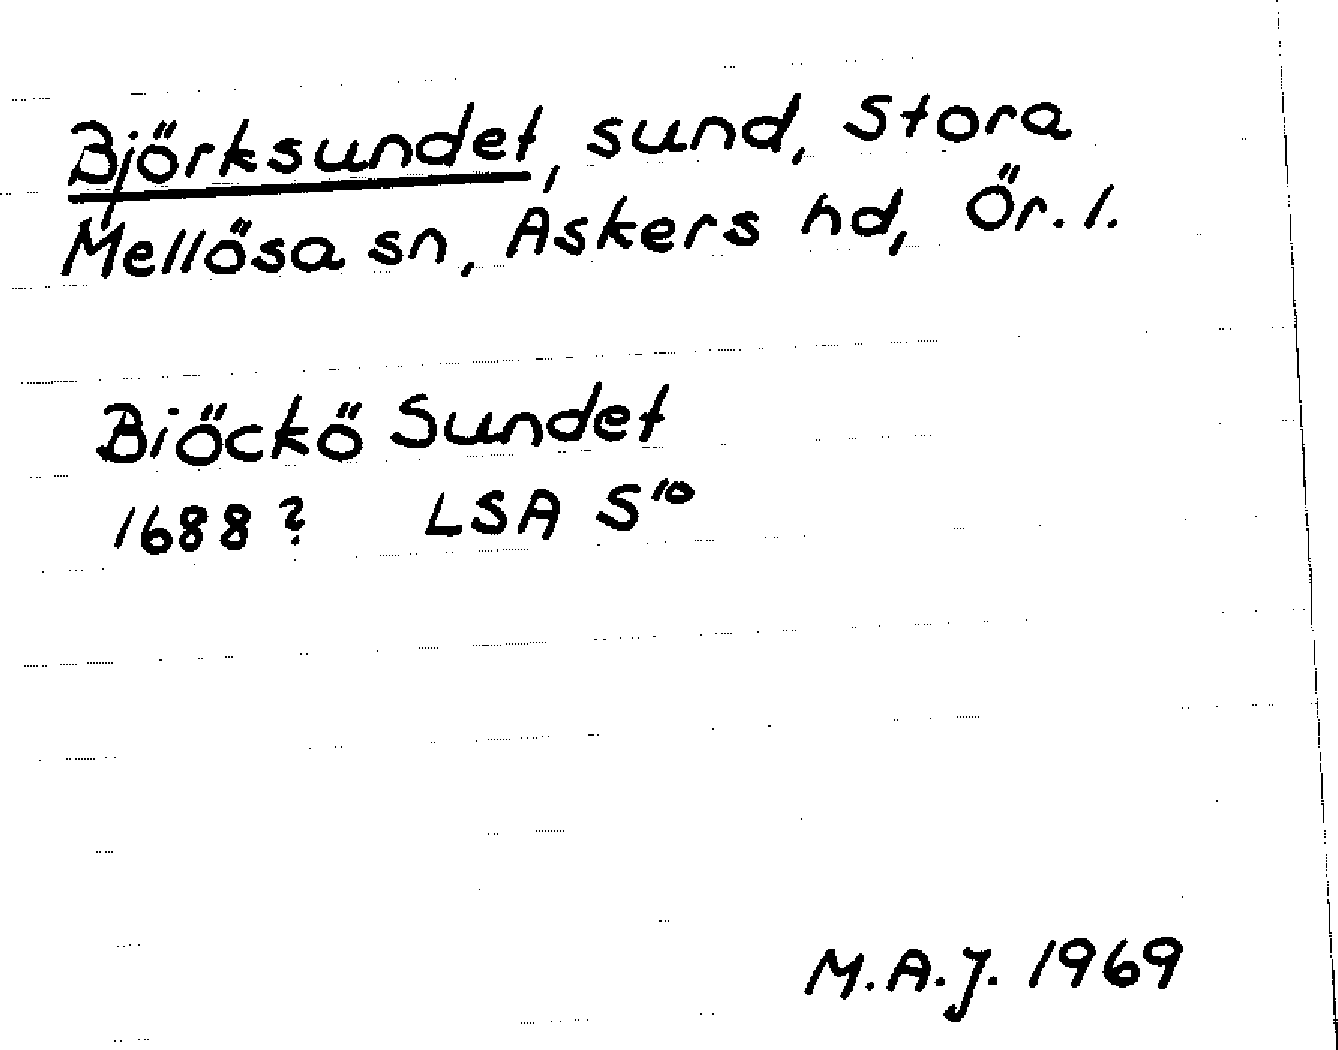 Björksundet, sund, Stora
Mellösa sn, Askers hd, Ör. l.
Biöckö Sundet
1688? LSA S¹⁰
M.A.J. 1969